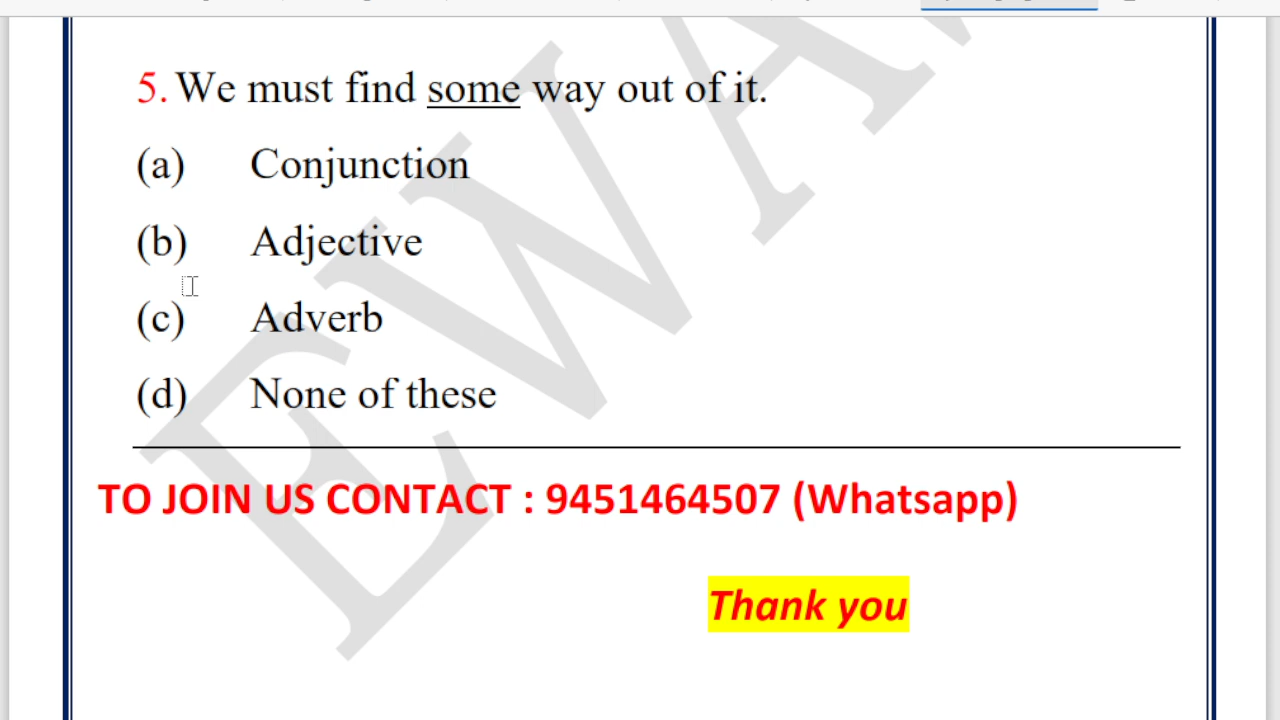 5. We must find some way out of it.
(a) Conjunction
(b) Adjective
(c) Adverb
(d) None of these
TO JOIN US CONTACT : 9451464507 (Whatsapp)
Thank you
EWA